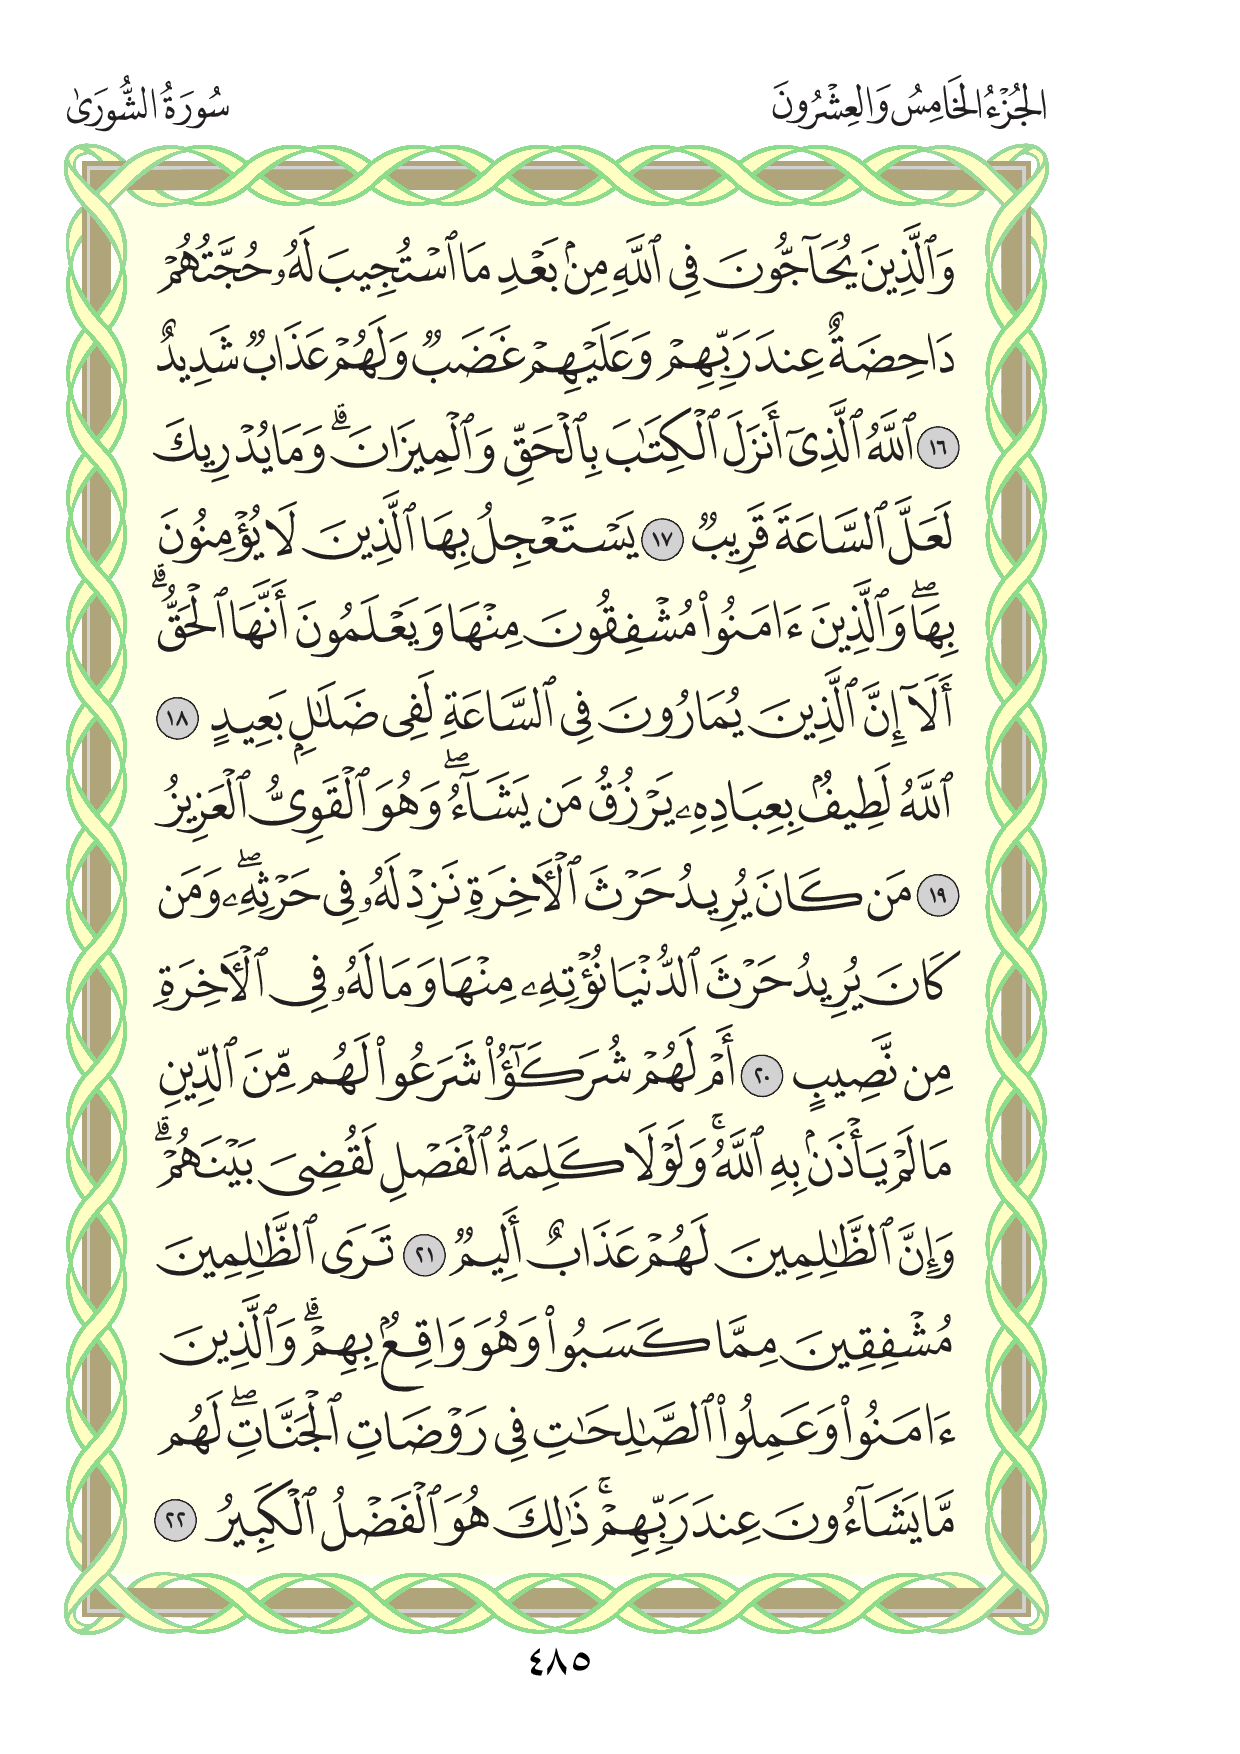 الجُزْءُ الخَامِسُ وَالعِشْرُونَ
سُورَةُ الشُّورَىٰ
وَٱلَّذِينَ يُحَآجُّونَ فِى ٱللَّهِ مِنۢ بَعْدِ مَا ٱسْتُجِيبَ لَهُۥ حُجَّتُهُمْ
دَاحِضَةٌ عِندَ رَبِّهِمْ وَعَلَيْهِمْ غَضَبٌ وَلَهُمْ عَذَابٌ شَدِيدٌ
١٦ ٱللَّهُ ٱلَّذِىٓ أَنزَلَ ٱلْكِتَٰبَ بِٱلْحَقِّ وَٱلْمِيزَانَ ۗ وَمَا يُدْرِيكَ
لَعَلَّ ٱلسَّاعَةَ قَرِيبٌ ١٧ يَسْتَعْجِلُ بِهَا ٱلَّذِينَ لَا يُؤْمِنُونَ
بِهَا ۖ وَٱلَّذِينَ ءَامَنُوا۟ مُشْفِقُونَ مِنْهَا وَيَعْلَمُونَ أَنَّهَا ٱلْحَقُّ ۗ
أَلَآ إِنَّ ٱلَّذِينَ يُمَارُونَ فِى ٱلسَّاعَةِ لَفِى ضَلَٰلٍۭ بَعِيدٍ ١٨
ٱللَّهُ لَطِيفٌۢ بِعِبَادِهِۦ يَرْزُقُ مَن يَشَآءُ ۖ وَهُوَ ٱلْقَوِىُّ ٱلْعَزِيزُ
١٩ مَن كَانَ يُرِيدُ حَرْثَ ٱلْـَٔاخِرَةِ نَزِدْ لَهُۥ فِى حَرْثِهِۦ ۖ وَمَن
كَانَ يُرِيدُ حَرْثَ ٱلدُّنْيَا نُؤْتِهِۦ مِنْهَا وَمَا لَهُۥ فِى ٱلْـَٔاخِرَةِ
مِن نَّصِيبٍ ٢٠ أَمْ لَهُمْ شُرَكَٰٓؤُا۟ شَرَعُوا۟ لَهُم مِّنَ ٱلدِّينِ
مَا لَمْ يَأْذَنۢ بِهِ ٱللَّهُ ۚ وَلَوْلَا كَلِمَةُ ٱلْفَصْلِ لَقُضِىَ بَيْنَهُمْ ۗ
وَإِنَّ ٱلظَّٰلِمِينَ لَهُمْ عَذَابٌ أَلِيمٌ ٢١ تَرَى ٱلظَّٰلِمِينَ
مُشْفِقِينَ مِمَّا كَسَبُوا۟ وَهُوَ وَاقِعٌۢ بِهِمْ ۗ وَٱلَّذِينَ
ءَامَنُوا۟ وَعَمِلُوا۟ ٱلصَّٰلِحَٰتِ فِى رَوْضَاتِ ٱلْجَنَّاتِ ۖ لَهُم
مَّا يَشَآءُونَ عِندَ رَبِّهِمْ ۚ ذَٰلِكَ هُوَ ٱلْفَضْلُ ٱلْكَبِيرُ ٢٢
٤٨٥